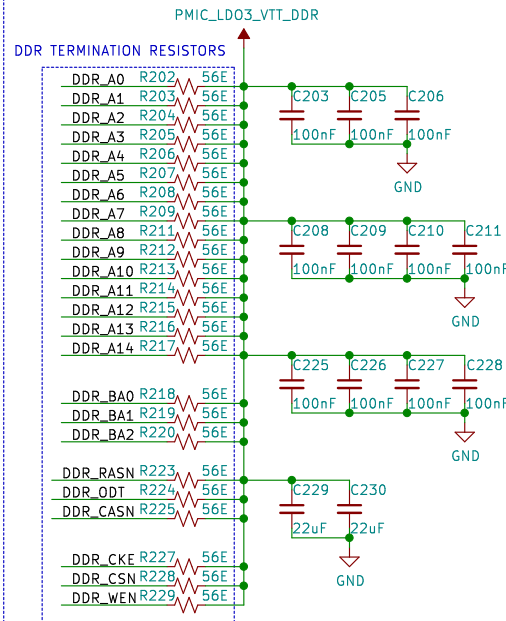 PMIC_LDO3_VTT_DDR
DDR TERMINATION RESISTORS
DDR_A0 R202 56E C203 C205 C206
DDR_A1 R203 56E
DDR_A2 R204 56E
DDR_A3 R205 56E 100nF 100nF 100nF
DDR_A4 R206 56E
DDR_A5 R207 56E GND
DDR_A6 R208 56E
DDR_A7 R209 56E
DDR_A8 R211 56E C208 C209 C210 C211
DDR_A9 R212 56E
DDR_A10 R213 56E 100nF 100nF 100nF 100nF
DDR_A11 R214 56E
DDR_A12 R215 56E GND
DDR_A13 R216 56E
DDR_A14 R217 56E C225 C226 C227 C228
DDR_BA0 R218 56E 100nF 100nF 100nF 100nF
DDR_BA1 R219 56E
DDR_BA2 R220 56E GND
DDR_RASN R223 56E
DDR_ODT R224 56E C229 C230
DDR_CASN R225 56E 22uF 22uF
DDR_CKE R227 56E
DDR_CSN R228 56E GND
DDR_WEN R229 56E